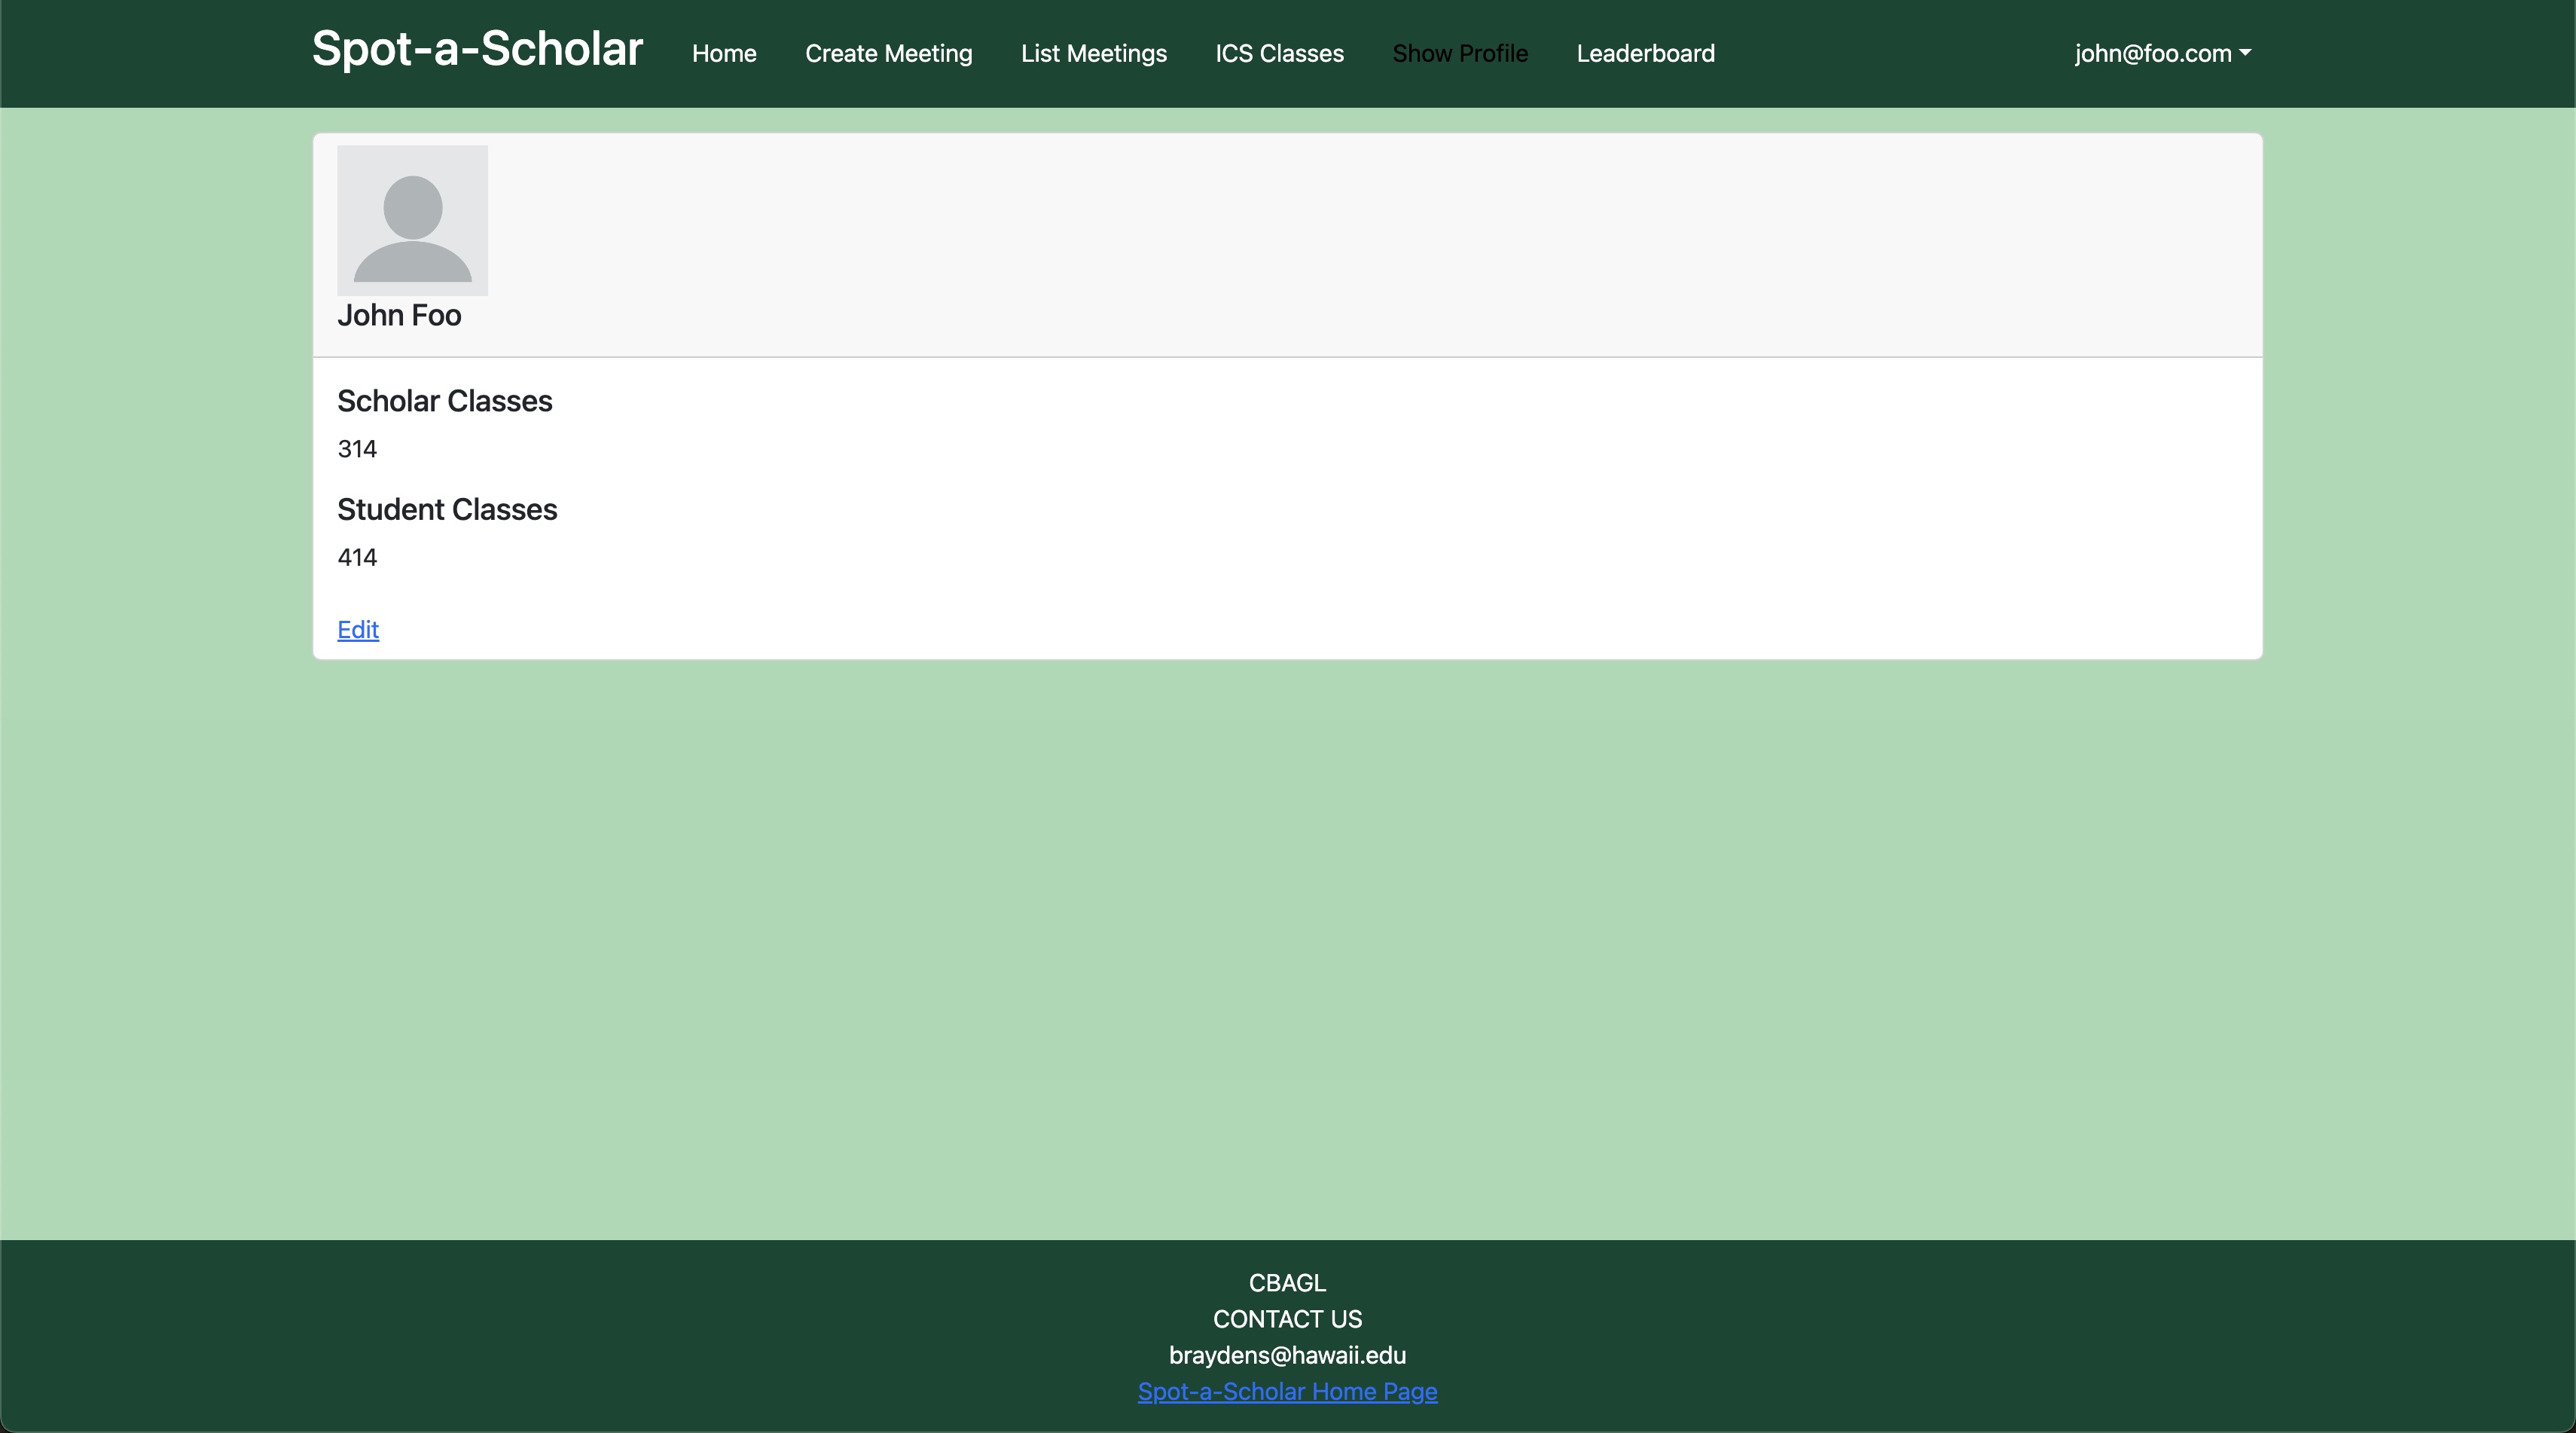 Spot-a-Scholar Home Create Meeting List Meetings ICS Classes Show Profile Leaderboard john@foo.com
John Foo
Scholar Classes
314
Student Classes
414
Edit
CBAGL
CONTACT US
braydens@hawaii.edu
Spot-a-Scholar Home Page